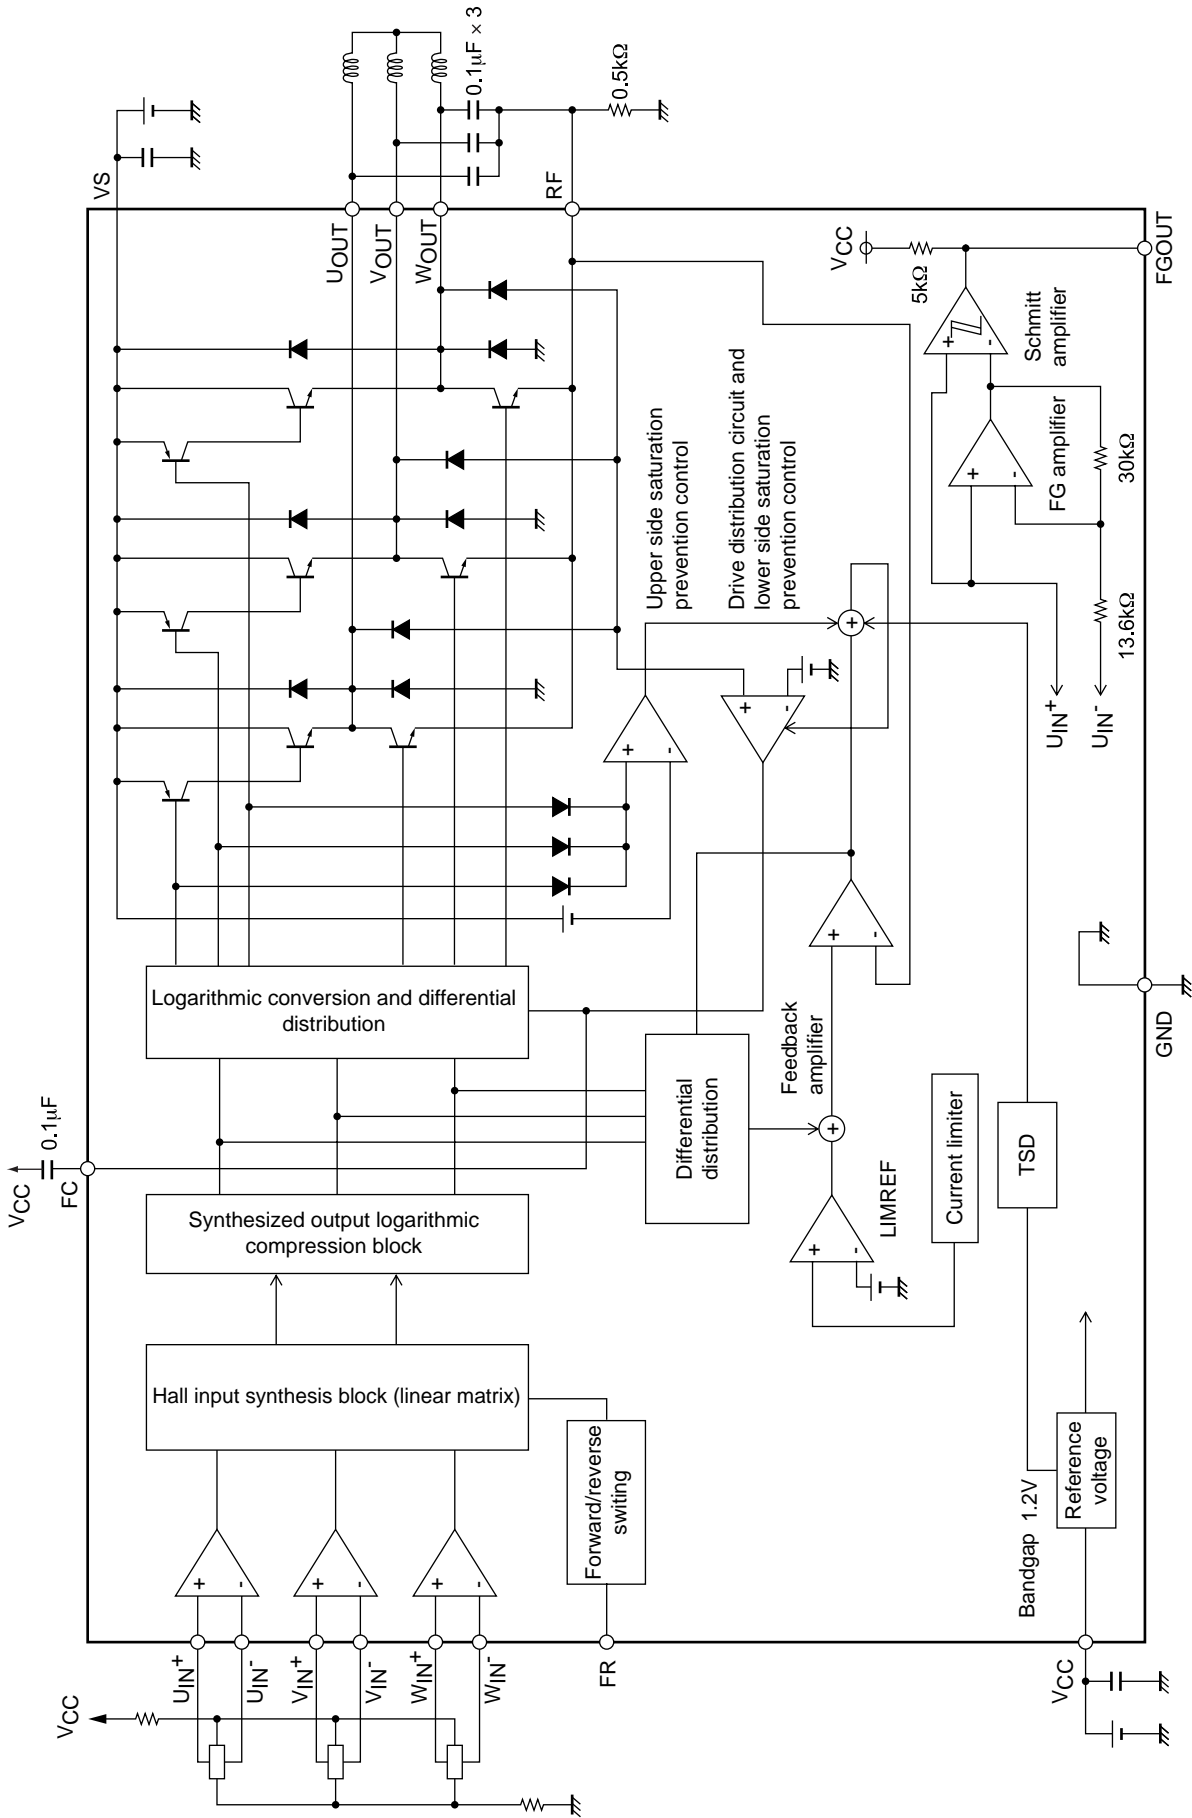 VCC
UIN+
UIN-
VIN+
VIN-
WIN+
WIN-
FR
VCC
Forward/reverse
switing
Hall input synthesis block (linear matrix)
Synthesized output logarithmic
compression block
Logarithmic conversion and differential
distribution
VCC
0.1μF
FC
Differential
distribution
Feedback
amplifier
LIMREF
Current limiter
TSD
Bandgap 1.2V
Reference
voltage
GND
Upper side saturation
prevention control
Drive distribution circuit and
lower side saturation
prevention control
VS
UOUT
VOUT
WOUT
0.1μF × 3
RF
0.5kΩ
VCC
5kΩ
Schmitt
amplifier
FG amplifier
30kΩ
13.6kΩ
UIN+
UIN-
FGOUT
+
-
+
-
+
-
+
-
+
-
+
-
+
-
+
-
+
-
+
+